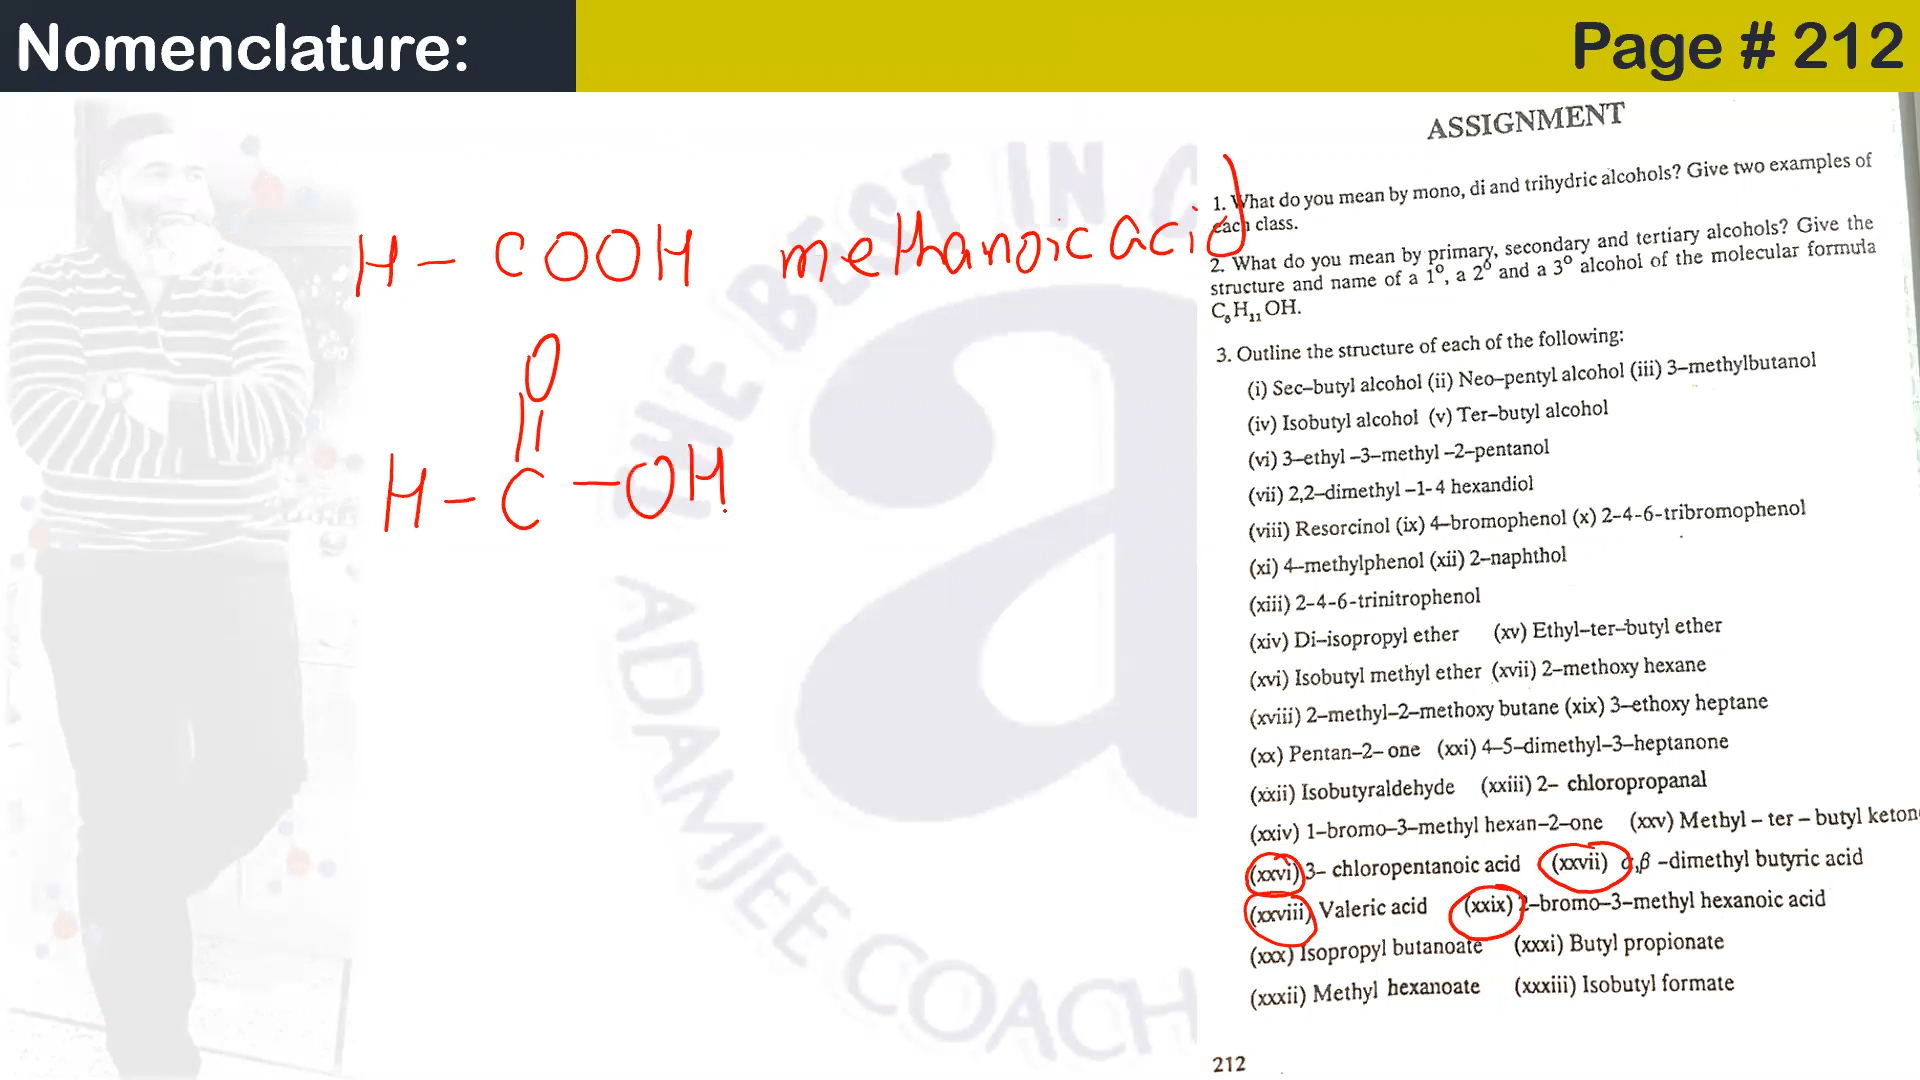 Nomenclature:
Page # 212
H - COOH methanoic acid
O
H - C - OH
THE BEST IN
ADAMJEE COACH
a
ASSIGNMENT
1. What do you mean by mono, di and trihydric alcohols? Give two examples of
each class.
2. What do you mean by primary, secondary and tertiary alcohols? Give the
structure and name of a 1°, a 2° and a 3° alcohol of the molecular formula
3. Outline the structure of each of the following:
(i) Sec–butyl alcohol (ii) Neo–pentyl alcohol (iii) 3–methylbutanol
(iv) Isobutyl alcohol (v) Ter–butyl alcohol
(vi) 3–ethyl –3–methyl –2–pentanol
(vii) 2,2–dimethyl –1- 4 hexandiol
(viii) Resorcinol (ix) 4–bromophenol (x) 2-4-6-tribromophenol
(xi) 4–methylphenol (xii) 2–naphthol
(xiii) 2-4-6-trinitrophenol
(xiv) Di–isopropyl ether (xv) Ethyl–ter–butyl ether
(xvi) Isobutyl methyl ether (xvii) 2–methoxy hexane
(xviii) 2–methyl–2–methoxy butane (xix) 3–ethoxy heptane
(xx) Pentan–2– one (xxi) 4–5–dimethyl–3–heptanone
(xxii) Isobutyraldehyde (xxiii) 2– chloropropanal
(xxiv) 1–bromo–3–methyl hexan–2–one (xxv) Methyl – ter – butyl keton
(xxvi) 3– chloropentanoic acid (xxvii) α,β –dimethyl butyric acid
(xxviii) Valeric acid (xxix) 2–bromo–3–methyl hexanoic acid
(xxx) Isopropyl butanoate (xxxi) Butyl propionate
(xxxii) Methyl hexanoate (xxxiii) Isobutyl formate
212